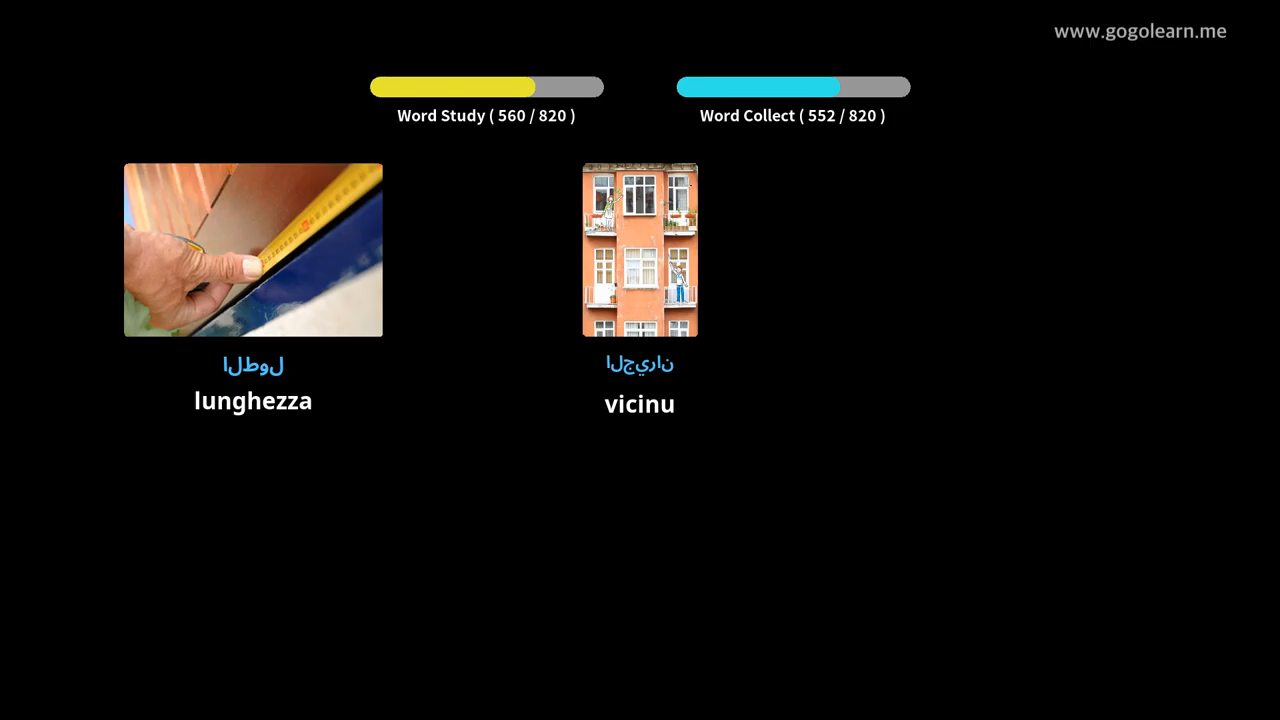 www.gogolearn.me
Word Study ( 560 / 820 )
Word Collect ( 552 / 820 )
الطول
lunghezza
الجيران
vicinu